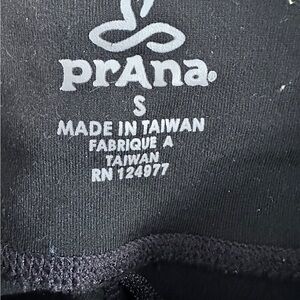 prAna.
S
MADE IN TAIWAN
FABRIQUE A
TAIWAN
RN 124977